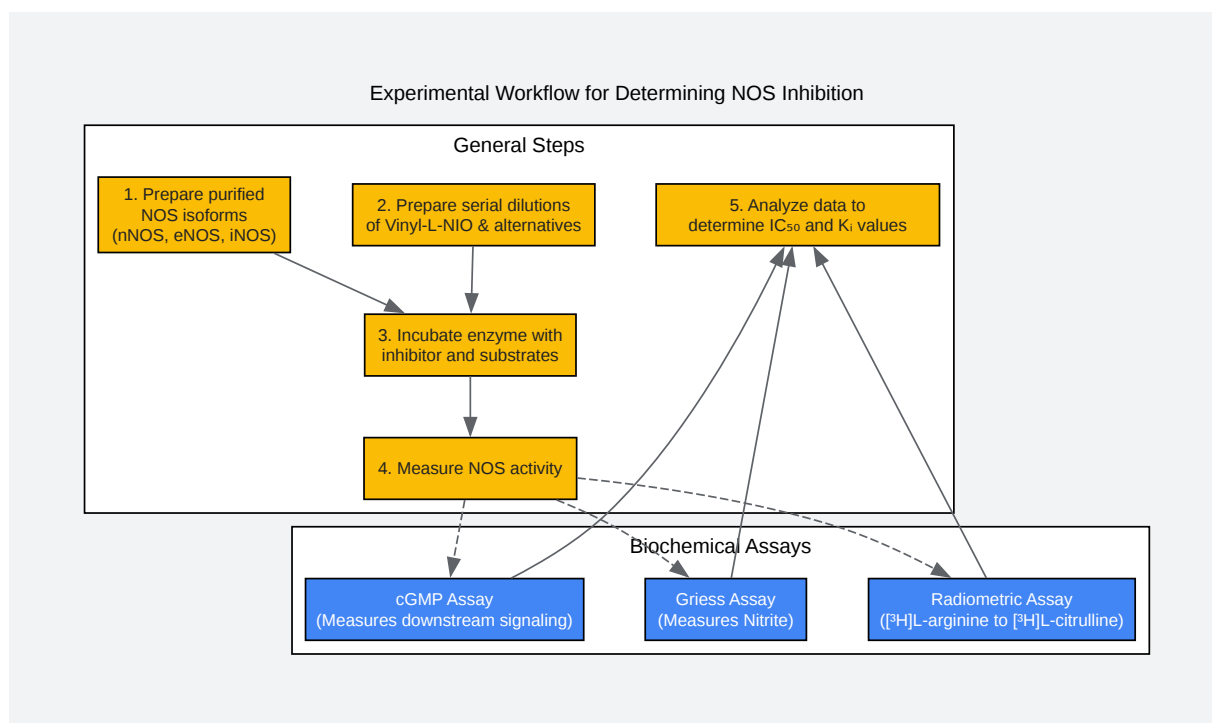 Experimental Workflow for Determining NOS Inhibition
General Steps
1. Prepare purified
NOS isoforms
(nNOS, eNOS, iNOS)
2. Prepare serial dilutions
of Vinyl-L-NIO & alternatives
5. Analyze data to
determine IC₅₀ and Kᵢ values
3. Incubate enzyme with
inhibitor and substrates
4. Measure NOS activity
Biochemical Assays
cGMP Assay
(Measures downstream signaling)
Griess Assay
(Measures Nitrite)
Radiometric Assay
([³H]L-arginine to [³H]L-citrulline)